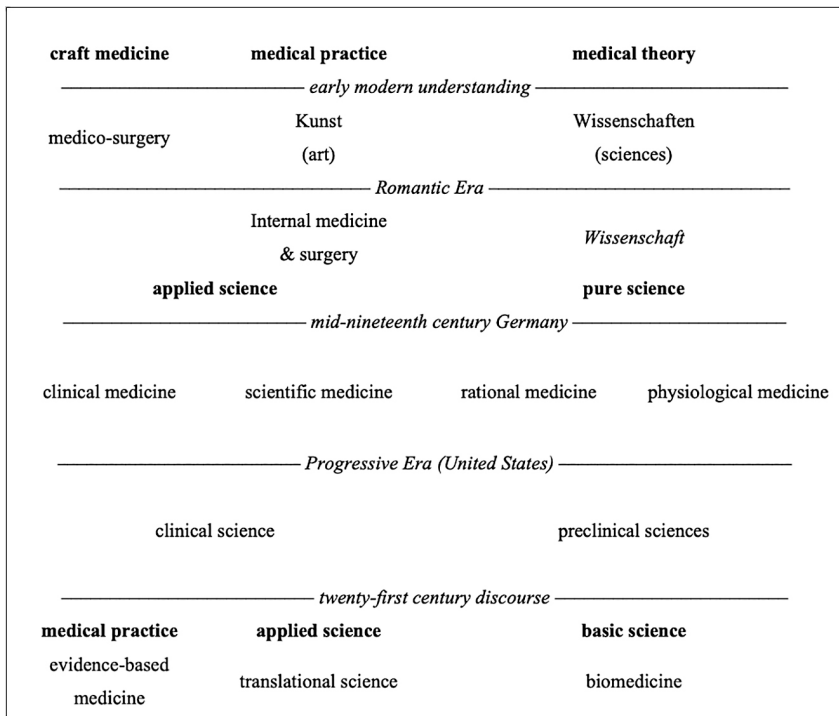 craft medicine medical practice medical theory
early modern understanding
medico-surgery Kunst (art) Wissenschaften (sciences)
Romantic Era
Internal medicine & surgery Wissenschaft
applied science pure science
mid-nineteenth century Germany
clinical medicine scientific medicine rational medicine physiological medicine
Progressive Era (United States)
clinical science preclinical sciences
twenty-first century discourse
medical practice applied science basic science
evidence-based medicine translational science biomedicine